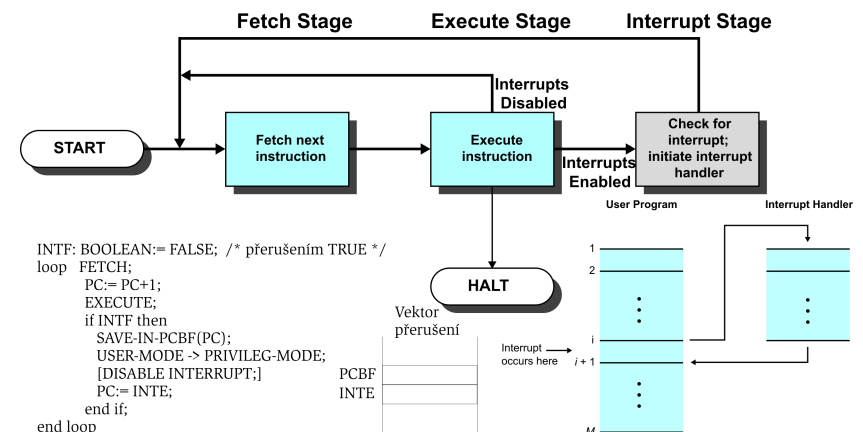 Fetch Stage
Execute Stage
Interrupt Stage
Interrupts
Disabled
START
Fetch next
instruction
Execute
instruction
Interrupts
Enabled
Check for
interrupt;
initiate interrupt
handler
HALT
INTF: BOOLEAN:= FALSE; /* přerušením TRUE */
loop FETCH;
PC:= PC+1;
EXECUTE;
if INTF then
SAVE-IN-PCBF(PC);
USER-MODE -> PRIVILEG-MODE;
[DISABLE INTERRUPT;]
PC:= INTE;
end if;
end loop
Vektor
přerušení
PCBF
INTE
User Program
Interrupt Handler
1
2
i
Interrupt
occurs here
i + 1
M